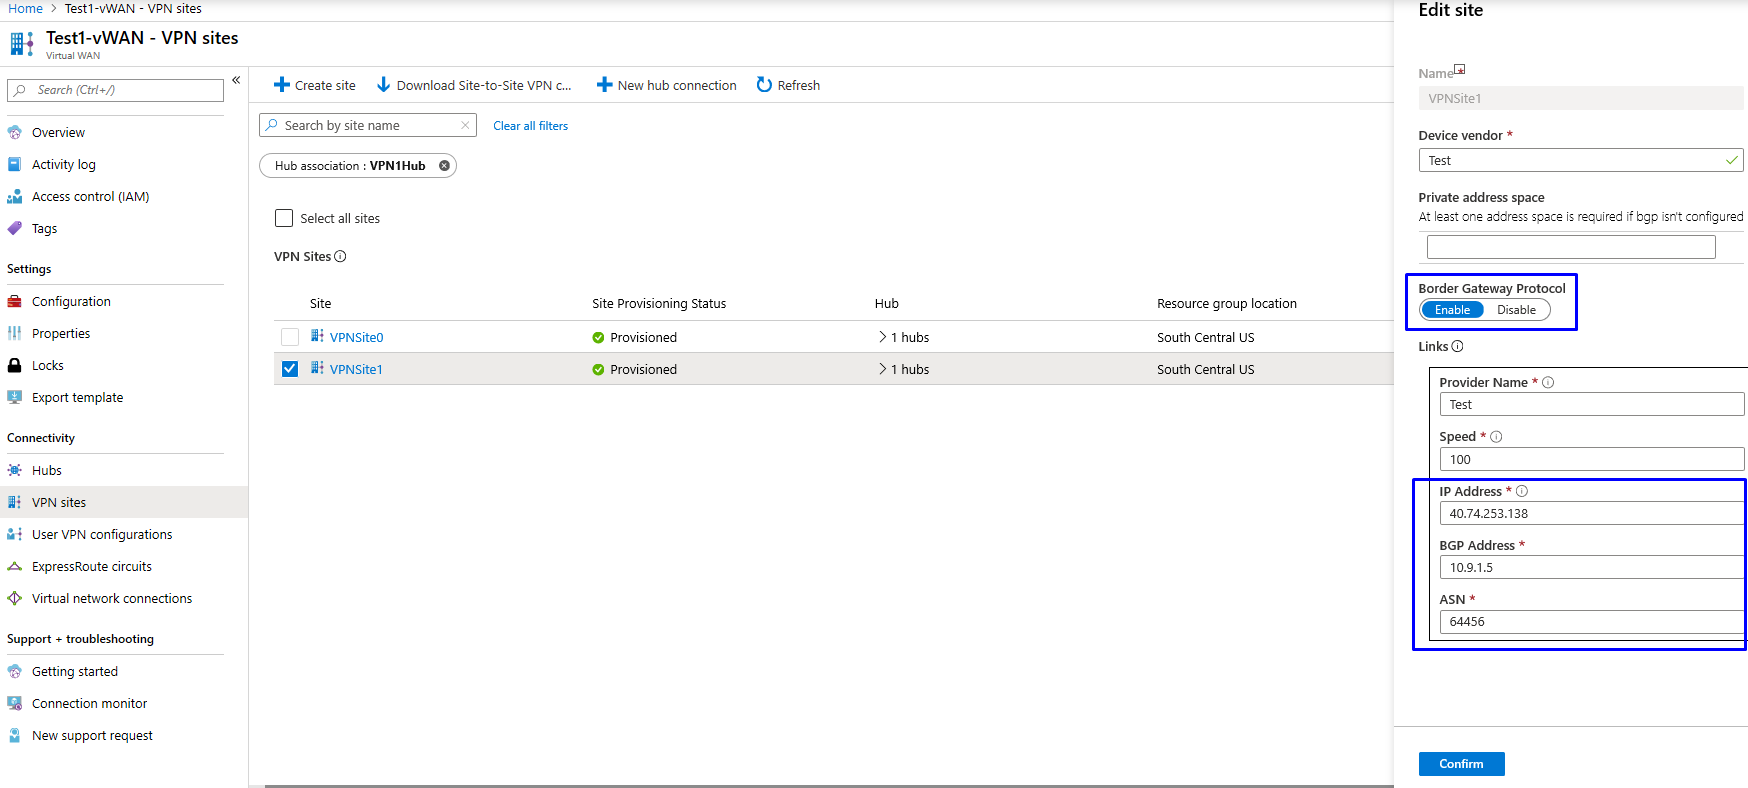 Home > Test1-vWAN - VPN sites
Test1-vWAN - VPN sites
Virtual WAN
Search (Ctrl+/)
«
Overview
Activity log
Access control (IAM)
Tags
Settings
Configuration
Properties
Locks
Export template
Connectivity
Hubs
VPN sites
User VPN configurations
ExpressRoute circuits
Virtual network connections
Support + troubleshooting
Getting started
Connection monitor
New support request
Create site
Download Site-to-Site VPN c...
New hub connection
Refresh
Search by site name
Clear all filters
Hub association : VPN1Hub
Select all sites
VPN Sites
Site Site Provisioning Status Hub Resource group location
VPNSite0 Provisioned > 1 hubs South Central US
VPNSite1 Provisioned > 1 hubs South Central US
Edit site
Name *
VPNSite1
Device vendor *
Test
Private address space
At least one address space is required if bgp isn't configured
Border Gateway Protocol
Enable Disable
Links
Provider Name *
Test
Speed *
100
IP Address *
40.74.253.138
BGP Address *
10.9.1.5
ASN *
64456
Confirm